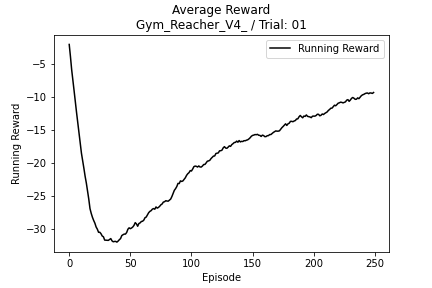 Average Reward
Gym_Reacher_V4_ / Trial: 01
Running Reward
−5
−10
−15
−20
−25
−30
Running Reward
0
50
100
150
200
250
Episode